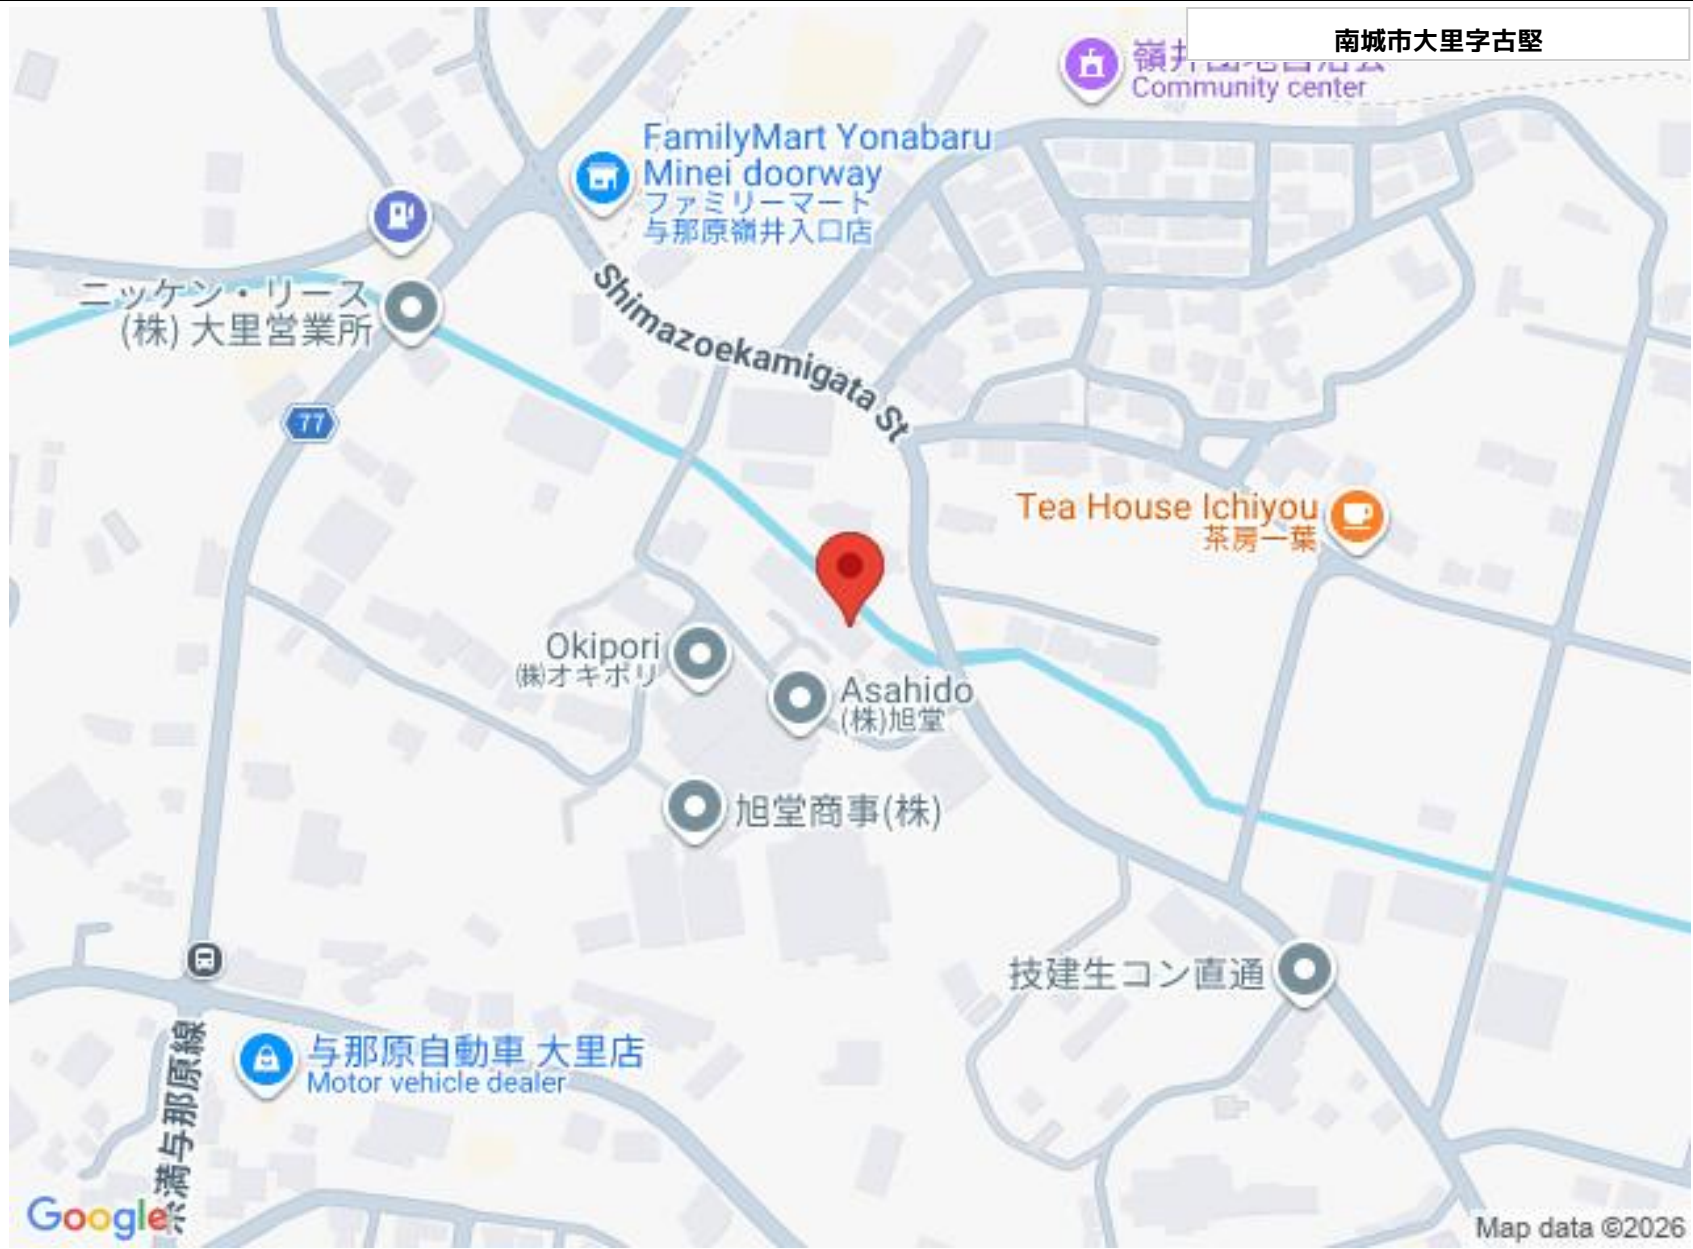 南城市大里字古堅
Community center
FamilyMart Yonabaru
Minei doorway
ファミリーマート
与那原嶺井入口店
ニッケン・リース
(株) 大里営業所
Shimazoekamigata St
77
Tea House Ichiyou
茶房一葉
Okipori
㈱オキポリ
Asahido
(株)旭堂
旭堂商事(株)
技建生コン直通
与那原自動車 大里店
Motor vehicle dealer
糸満与那原線
Google
Map data ©2026